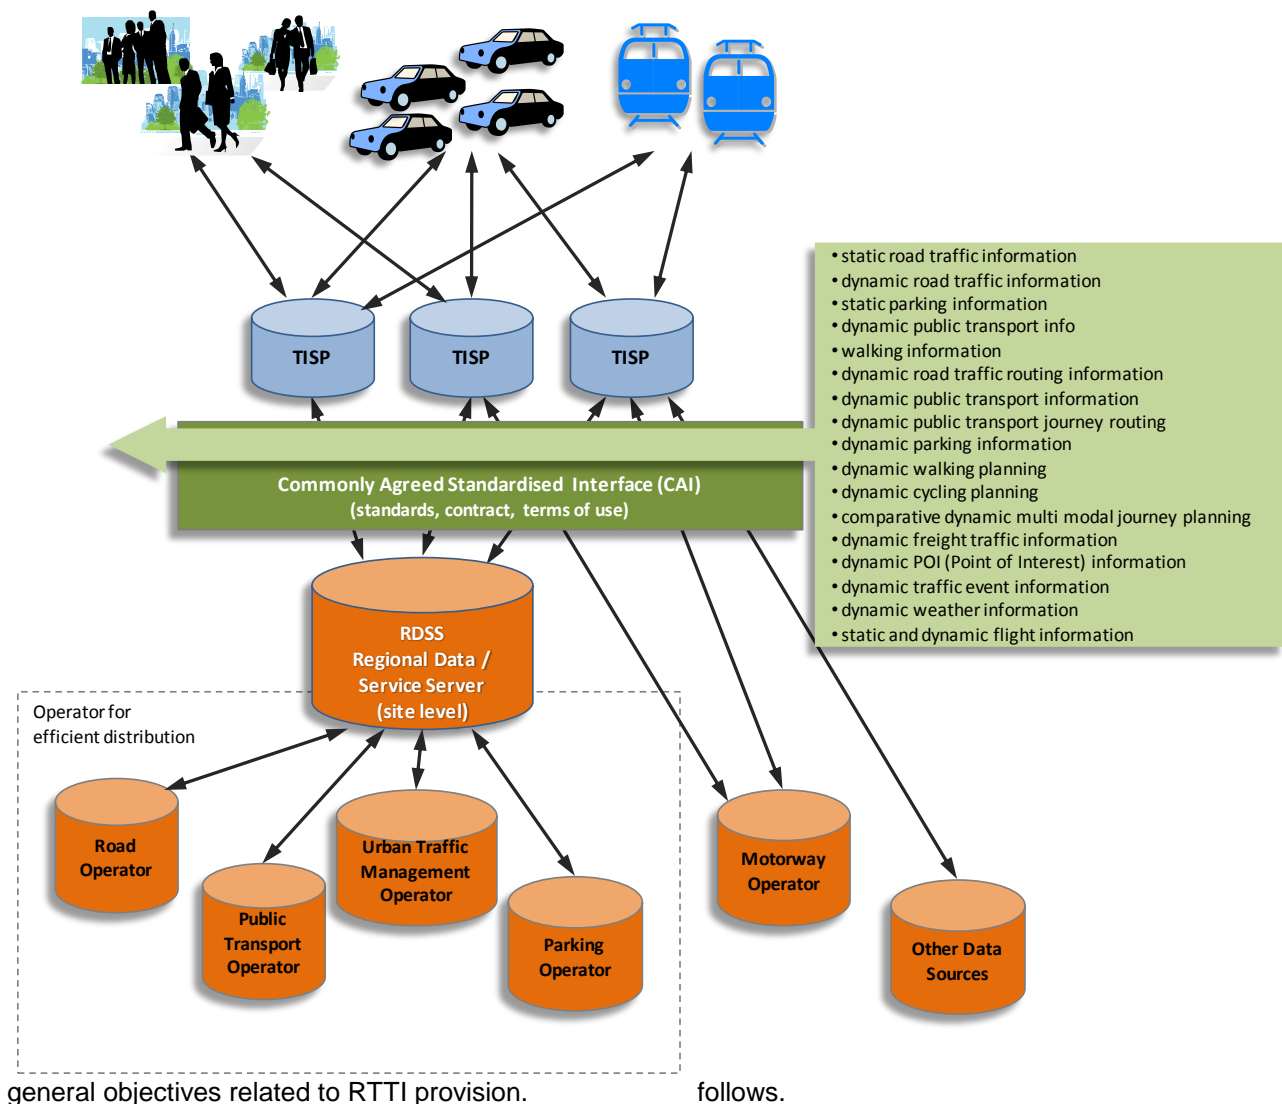 • static road traffic information
• dynamic road traffic information
• static parking information
• dynamic public transport info
• walking information
• dynamic road traffic routing information
• dynamic public transport information
• dynamic public transport journey routing
• dynamic parking information
• dynamic walking planning
• dynamic cycling planning
• comparative dynamic multi modal journey planning
• dynamic freight traffic information
• dynamic POI (Point of Interest) information
• dynamic traffic event information
• dynamic weather information
• static and dynamic flight information
TISP
TISP
TISP
Commonly Agreed Standardised Interface (CAI)
(standards, contract, terms of use)
RDSS
Regional Data /
Service Server
(site level)
Operator for
efficient distribution
Road
Operator
Public
Transport
Operator
Urban Traffic
Management
Operator
Parking
Operator
Motorway
Operator
Other Data
Sources
general objectives related to RTTI provision.
follows.